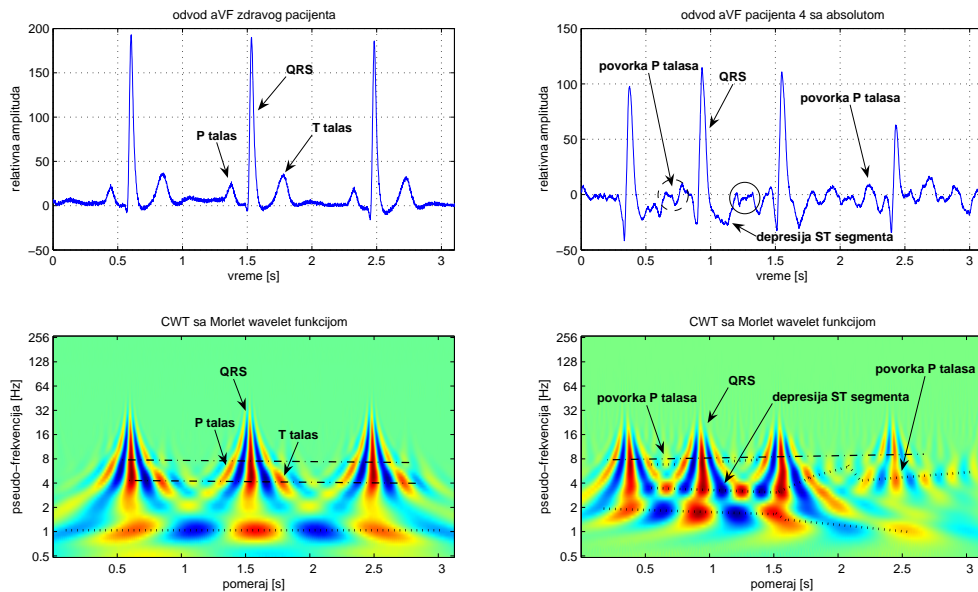 odvod aVF zdravog pacijenta
200
150
100
50
0
−50
relativna amplituda
QRS
P talas
T talas
0 0.5 1 1.5 2 2.5 3
vreme [s]
odvod aVF pacijenta 4 sa absolutom
150
100
50
0
−50
relativna amplituda
povorka P talasa
QRS
povorka P talasa
depresija ST segmenta
0 0.5 1 1.5 2 2.5 3
vreme [s]
CWT sa Morlet wavelet funkcijom
256
128
64
32
16
8
4
2
1
0.5
pseudo−frekvencija [Hz]
QRS
P talas
T talas
0.5 1 1.5 2 2.5 3
pomeraj [s]
CWT sa Morlet wavelet funkcijom
256
128
64
32
16
8
4
2
1
0.5
pseudo−frekvencija [Hz]
povorka P talasa
QRS
povorka P talasa
depresija ST segmenta
0.5 1 1.5 2 2.5 3
pomeraj [s]